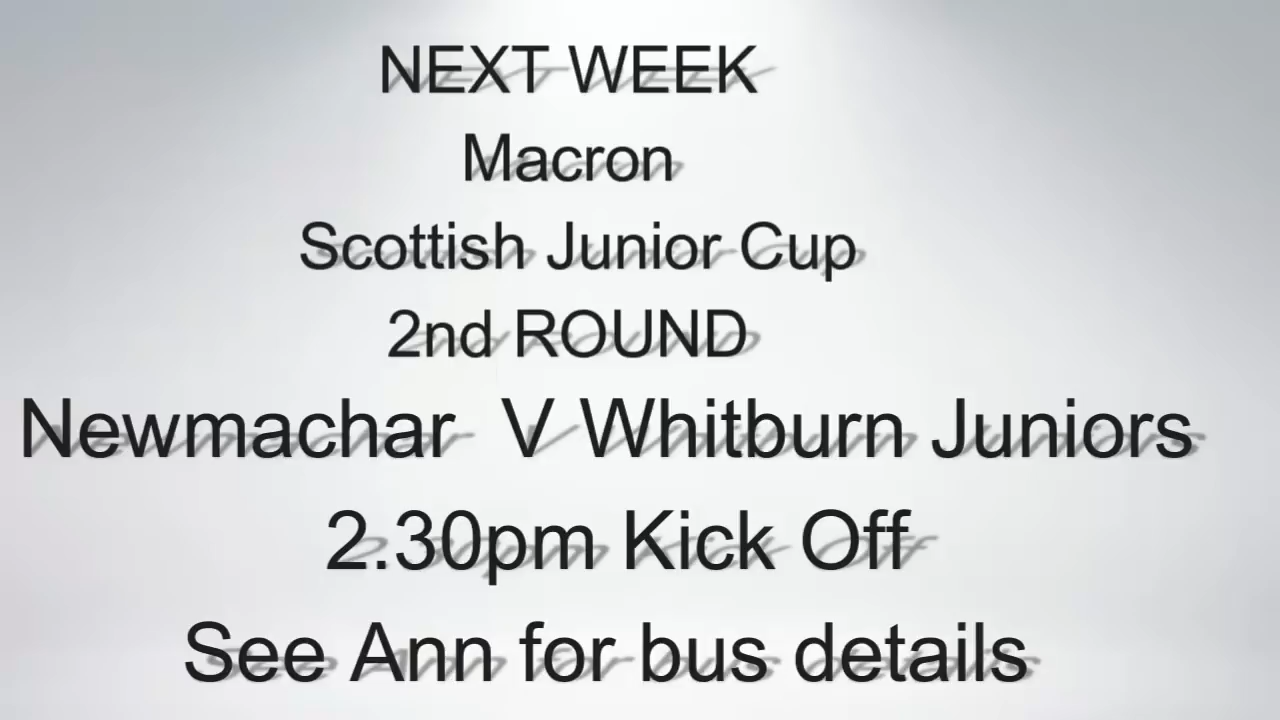 NEXT WEEK
Macron
Scottish Junior Cup
2nd ROUND
Newmachar  V Whitburn Juniors
2.30pm Kick Off
See Ann for bus details